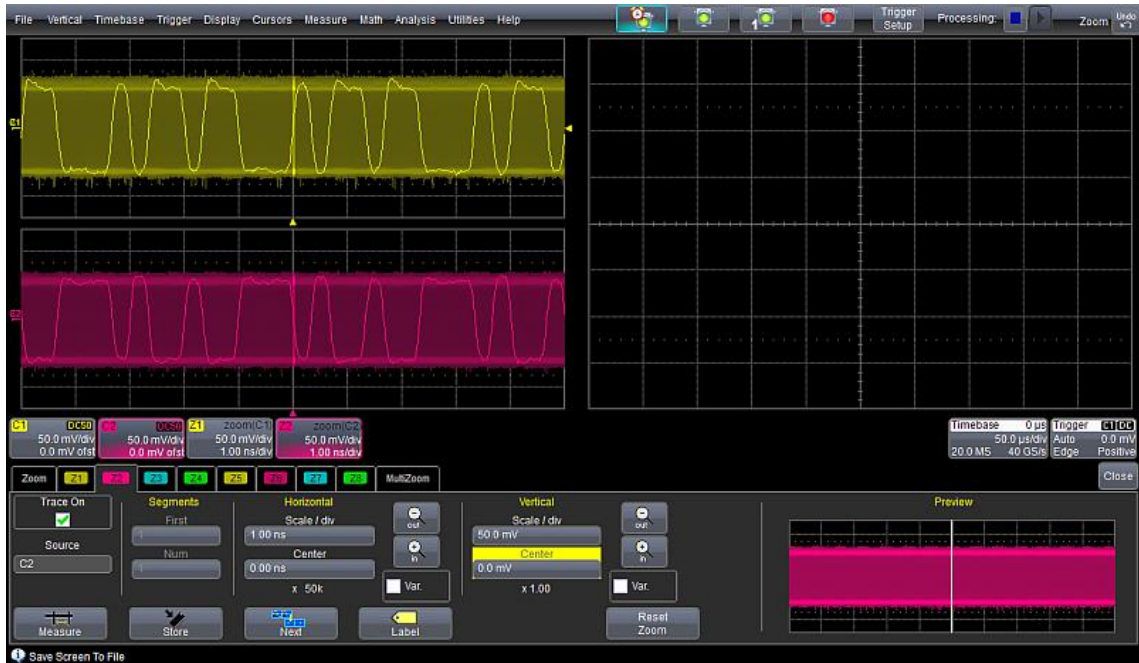 File Vertical Timebase Trigger Display Cursors Measure Math Analysis Utilities Help
1
Trigger
Setup
Processing:
Zoom
Undo
C1
C2
C1 DC50
50.0 mV/div
0.0 mV ofst
C2 DC50
50.0 mV/div
0.0 mV ofst
Z1 zoom(C1)
50.0 mV/div
1.00 ns/div
Z2 zoom(C2)
50.0 mV/div
1.00 ns/div
Timebase 0 µs
50.0 µs/div
20.0 MS 40 GS/s
Trigger C1 DC
Auto 0.0 mV
Edge Positive
Zoom Z1 Z2 Z3 Z4 Z5 Z6 Z7 Z8 MultiZoom
Close
Trace On
Source
C2
Segments
First
1
Num
1
Horizontal
Scale / div
1.00 ns
Center
0.00 ns
x 50k
out
in
Var.
Vertical
Scale / div
50.0 mV
Center
0.0 mV
x 1.00
out
in
Var.
Preview
Measure
Store
Next
Label
Reset
Zoom
Save Screen To File